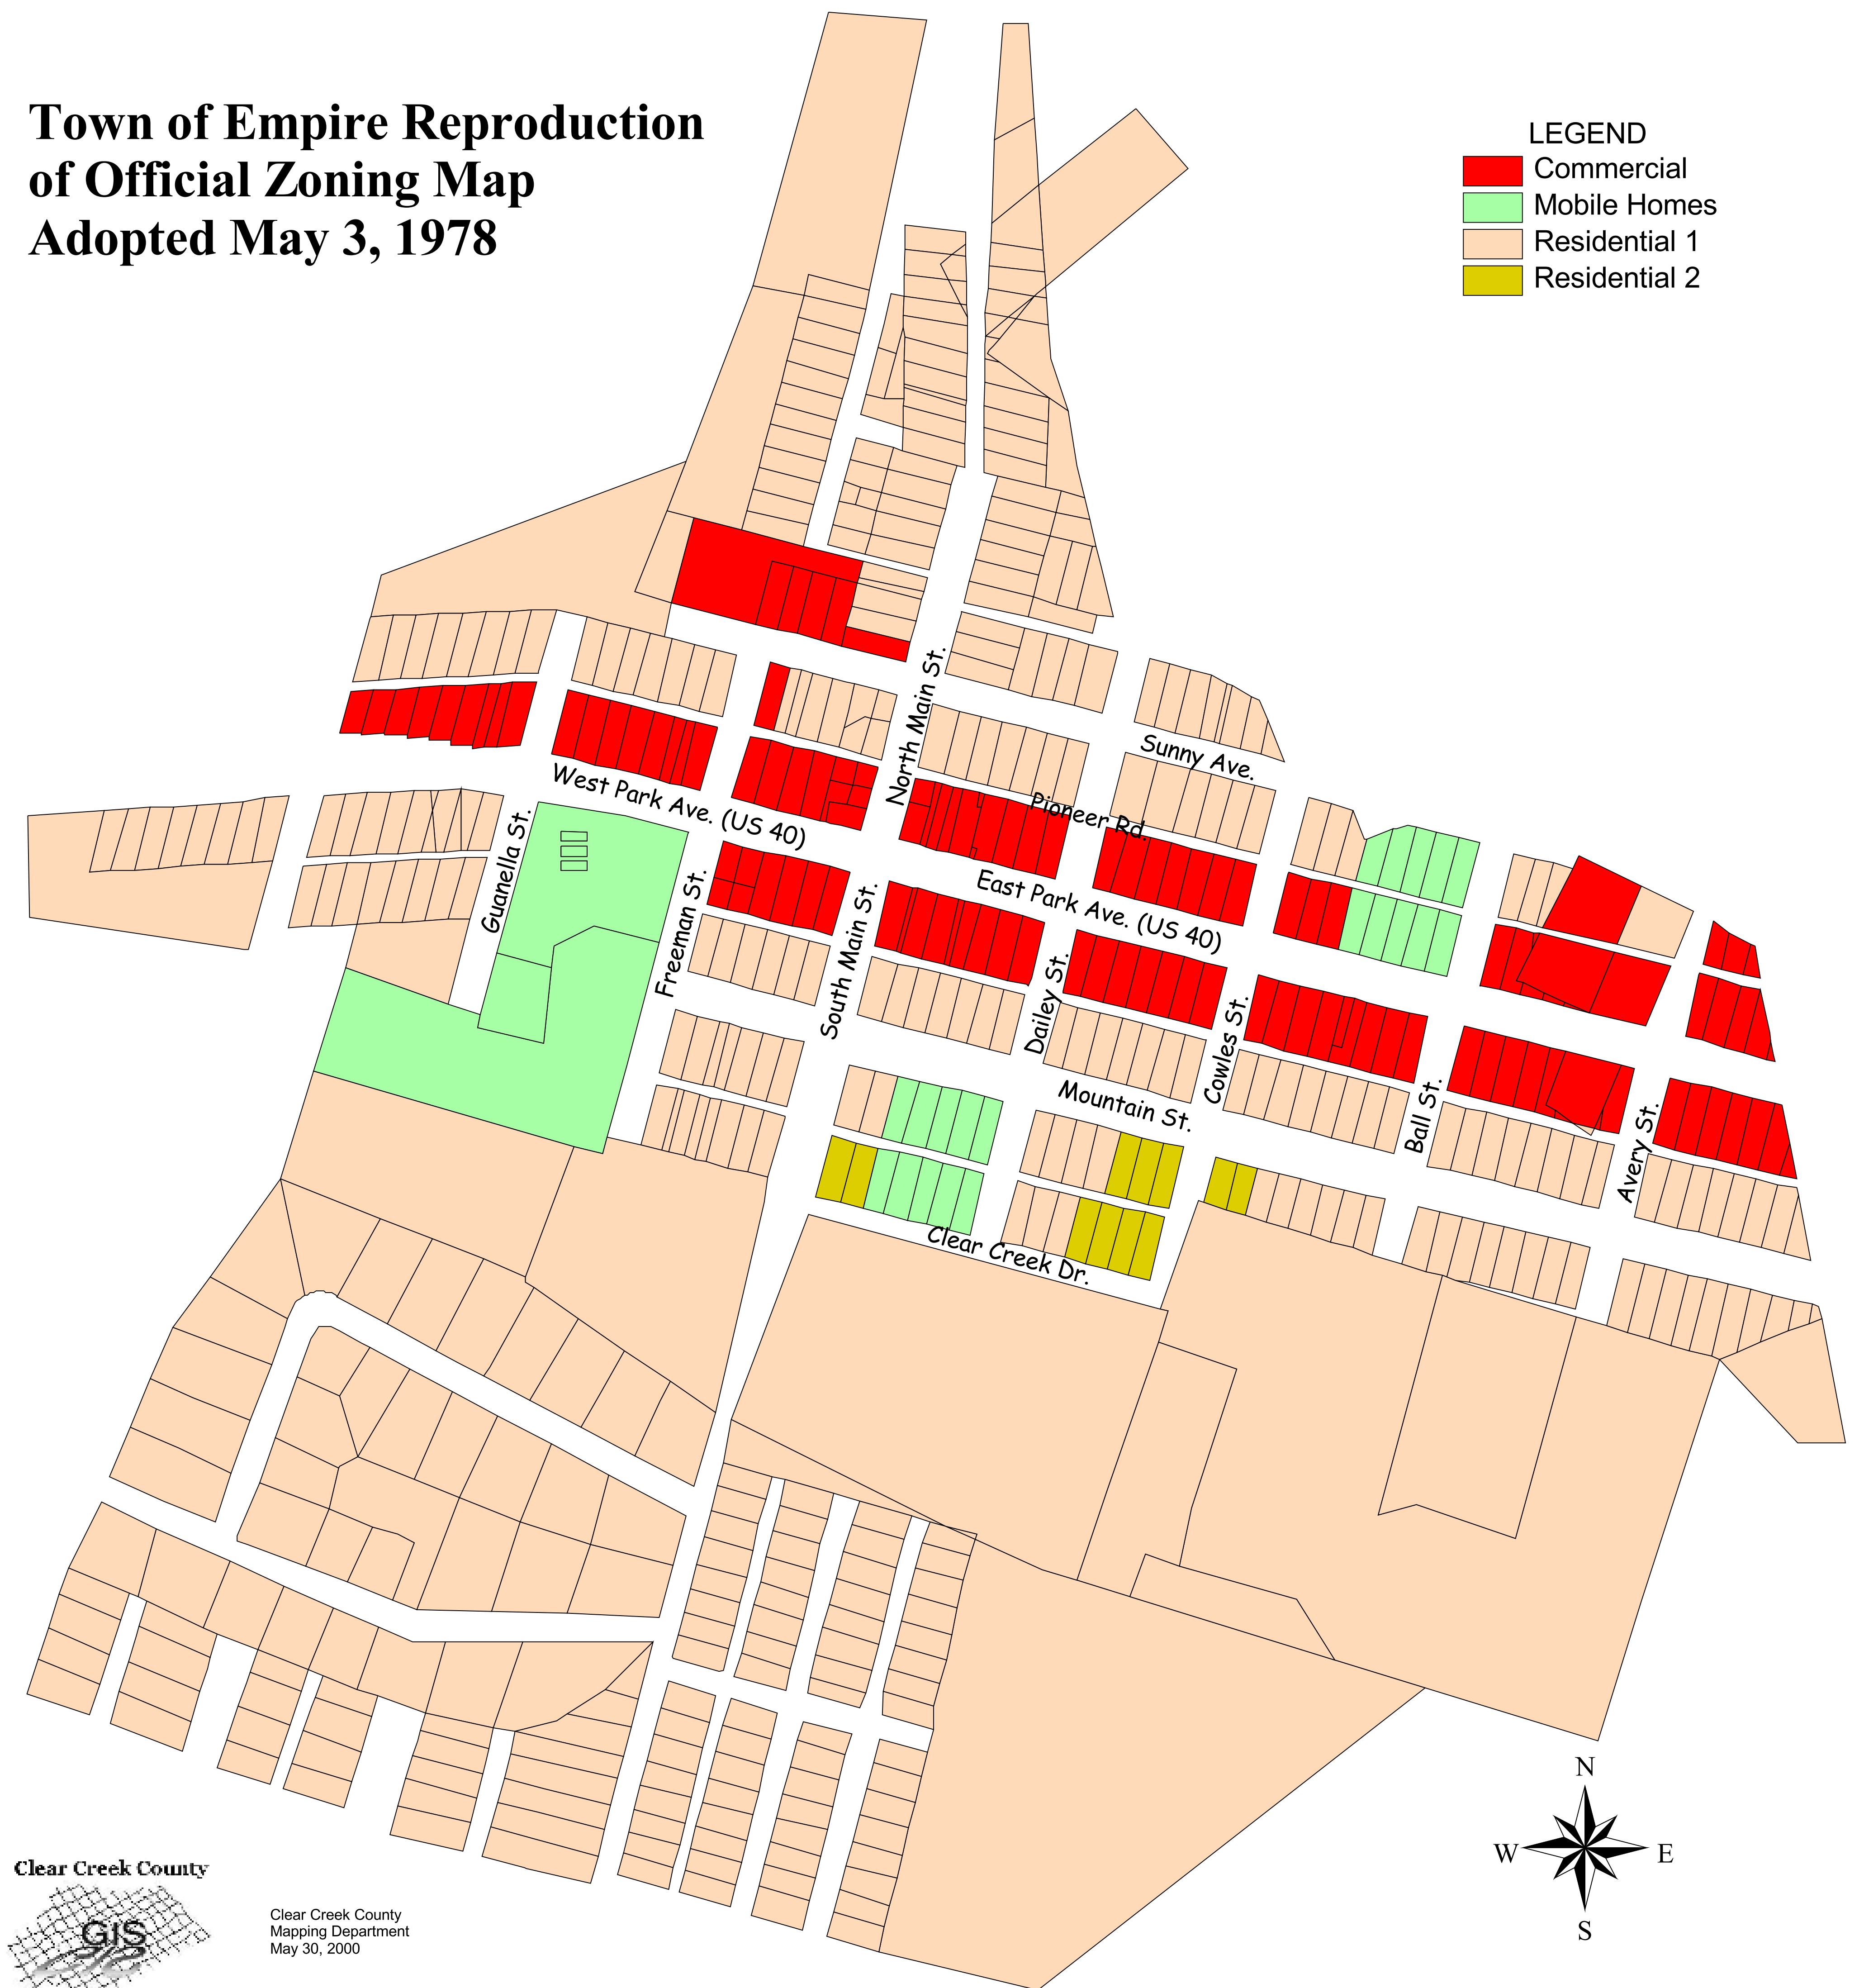 Town of Empire Reproduction
of Official Zoning Map
Adopted May 3, 1978
LEGEND
Commercial
Mobile Homes
Residential 1
Residential 2
North Main St.
Sunny Ave.
Pioneer Rd.
West Park Ave. (US 40)
Guanella St.
East Park Ave. (US 40)
Freeman St.
South Main St.
Dailey St.
Cowles St.
Mountain St.
Ball St.
Avery St.
Clear Creek Dr.
N
W
E
S
Clear Creek County
GIS
Clear Creek County
Mapping Department
May 30, 2000